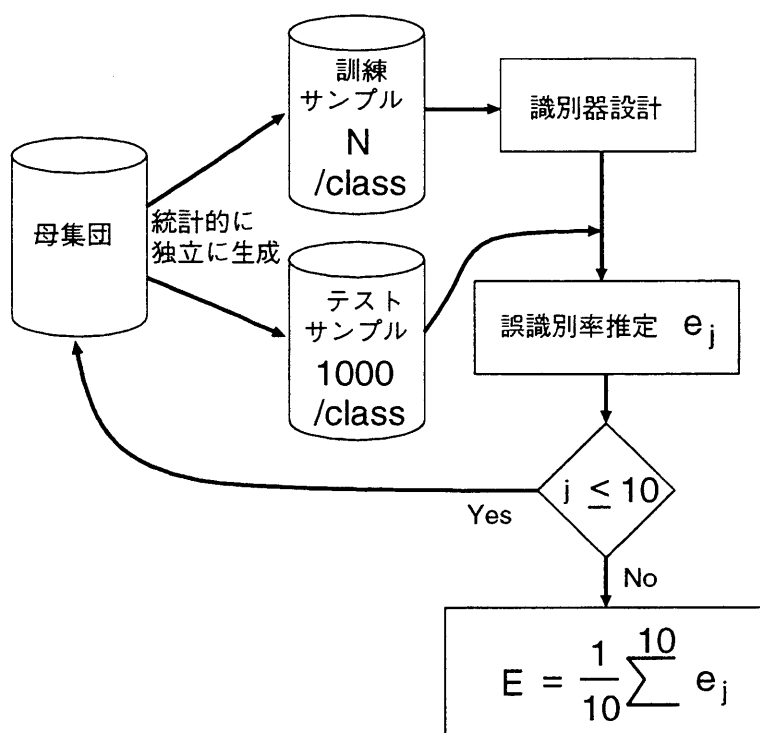 訓練
サンプル
N
/class
識別器設計
母集団
統計的に
独立に生成
テスト
サンプル
1000
/class
誤識別率推定 e_j
j ≤ 10
Yes
No
E = \frac{1}{10} \sum^{10} e_j